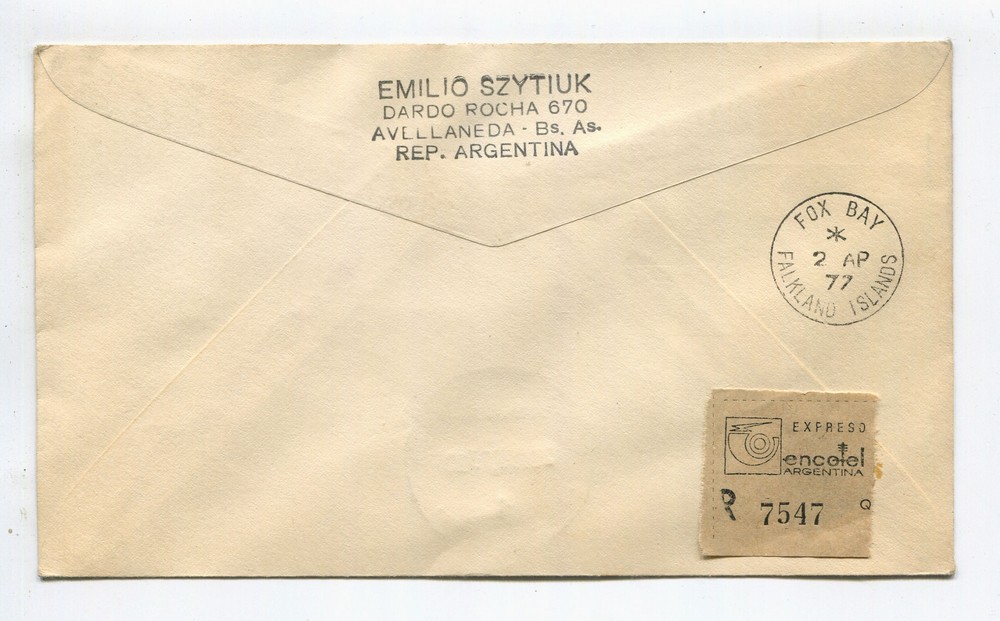 EMILIO SZYTIUK
DARDO ROCHA 670
AVELLANEDA - Bs. As.
REP. ARGENTINA
FOX BAY
2 AP
77
FALKLAND ISLANDS
EXPRESO
encotel
ARGENTINA
R 7547 Q